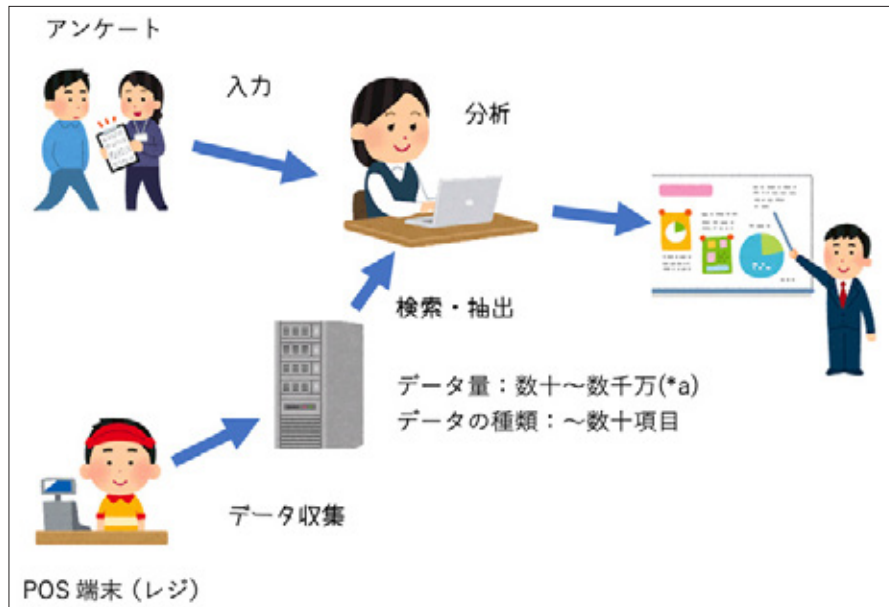 アンケート
入力
分析
検索・抽出
データ量：数十～数千万(*a)
データの種類：～数十項目
データ収集
POS 端末 (レジ)